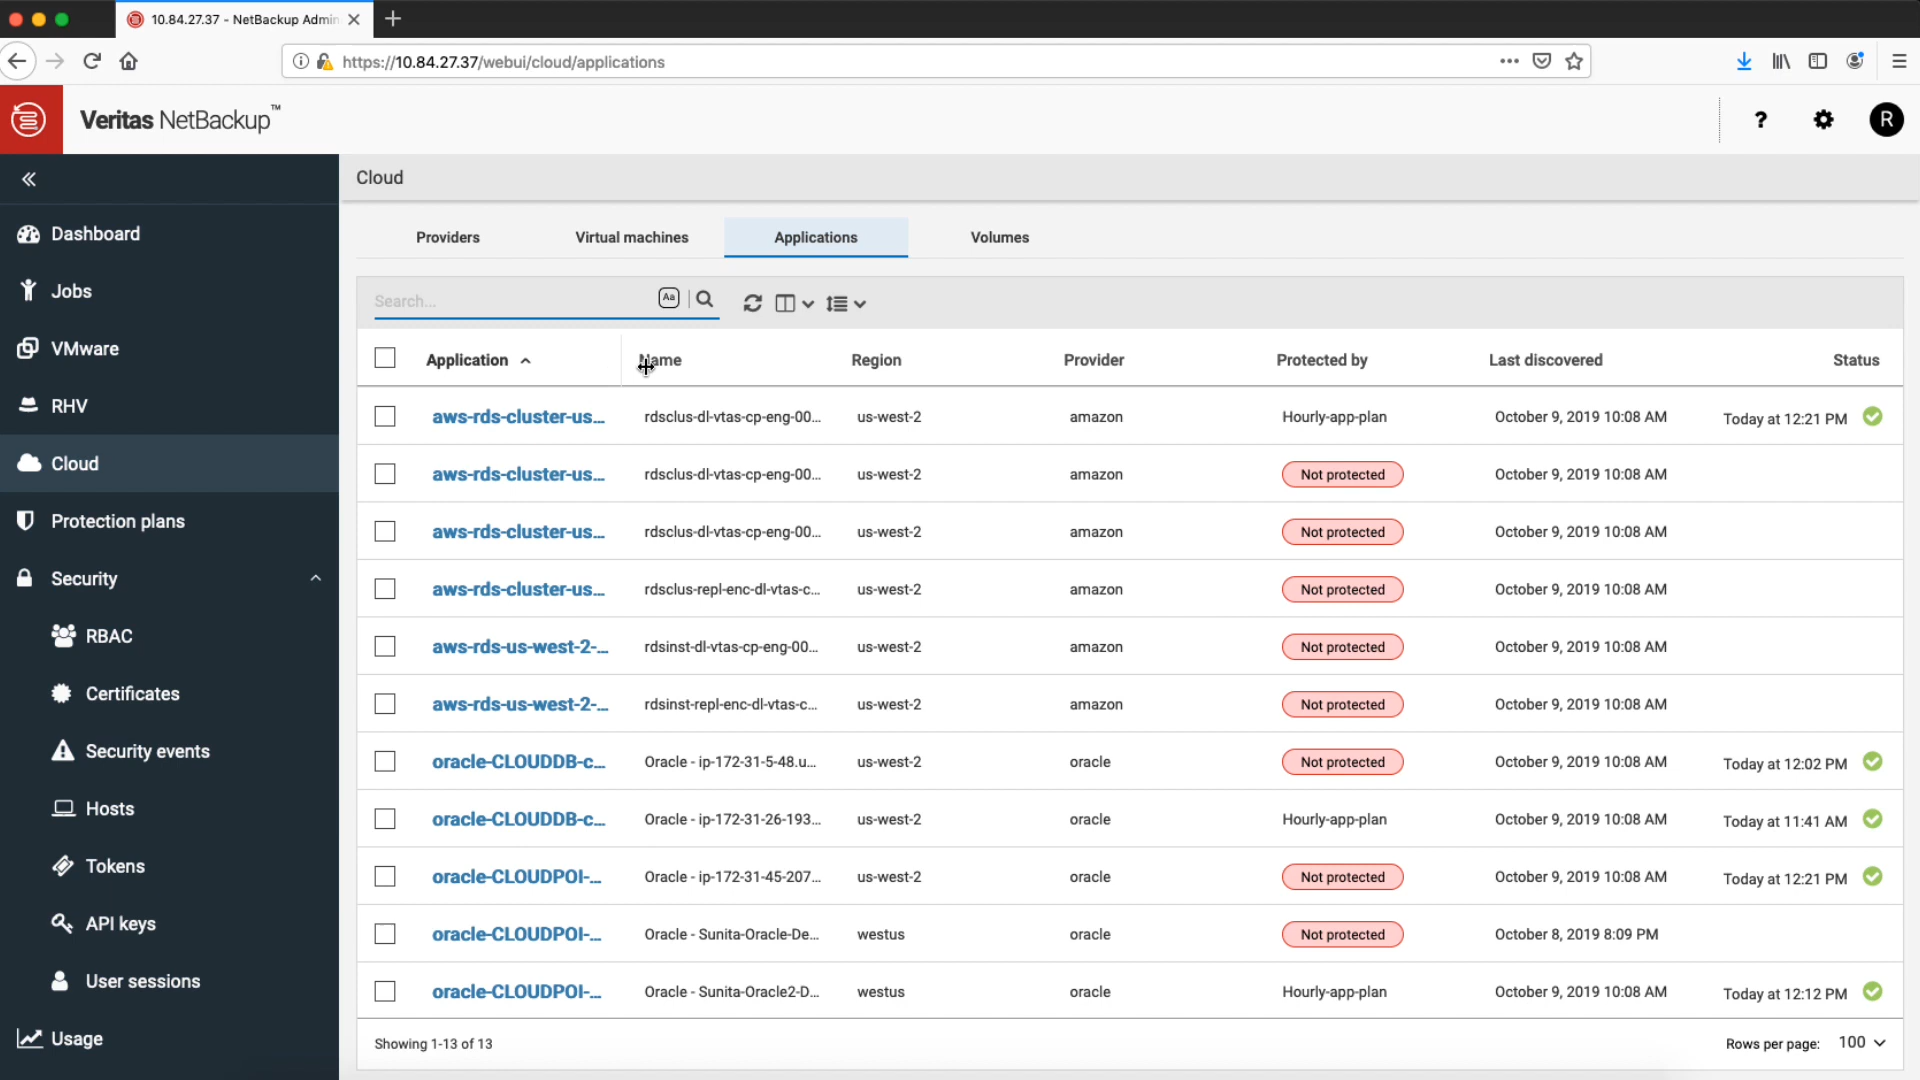 10.84.27.37 - NetBackup Admin
https://10.84.27.37/webui/cloud/applications
Veritas NetBackup™
? R
Cloud
Dashboard
Jobs
VMware
RHV
Cloud
Protection plans
Security
RBAC
Certificates
Security events
Hosts
Tokens
API keys
User sessions
Usage
Providers Virtual machines Applications Volumes
Search... Aa
Application Name Region Provider Protected by Last discovered Status
aws-rds-cluster-us... rdsclus-dl-vtas-cp-eng-00... us-west-2 amazon Hourly-app-plan October 9, 2019 10:08 AM Today at 12:21 PM
aws-rds-cluster-us... rdsclus-dl-vtas-cp-eng-00... us-west-2 amazon Not protected October 9, 2019 10:08 AM
aws-rds-cluster-us... rdsclus-dl-vtas-cp-eng-00... us-west-2 amazon Not protected October 9, 2019 10:08 AM
aws-rds-cluster-us... rdsclus-repl-enc-dl-vtas-c... us-west-2 amazon Not protected October 9, 2019 10:08 AM
aws-rds-us-west-2-... rdsinst-dl-vtas-cp-eng-00... us-west-2 amazon Not protected October 9, 2019 10:08 AM
aws-rds-us-west-2-... rdsinst-repl-enc-dl-vtas-c... us-west-2 amazon Not protected October 9, 2019 10:08 AM
oracle-CLOUDDB-c... Oracle - ip-172-31-5-48.u... us-west-2 oracle Not protected October 9, 2019 10:08 AM Today at 12:02 PM
oracle-CLOUDDB-c... Oracle - ip-172-31-26-193... us-west-2 oracle Hourly-app-plan October 9, 2019 10:08 AM Today at 11:41 AM
oracle-CLOUDPOI-... Oracle - ip-172-31-45-207... us-west-2 oracle Not protected October 9, 2019 10:08 AM Today at 12:21 PM
oracle-CLOUDPOI-... Oracle - Sunita-Oracle-De... westus oracle Not protected October 8, 2019 8:09 PM
oracle-CLOUDPOI-... Oracle - Sunita-Oracle2-D... westus oracle Hourly-app-plan October 9, 2019 10:08 AM Today at 12:12 PM
Showing 1-13 of 13 Rows per page: 100